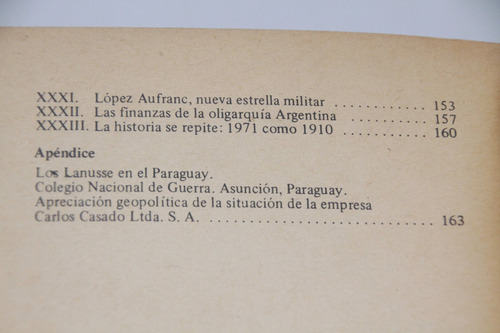 XXXI. López Aufranc, nueva estrella militar ........... 153
XXXII. Las finanzas de la oligarquía Argentina ......... 157
XXXIII. La historia se repite: 1971 como 1910 .......... 160
Apéndice
Los Lanusse en el Paraguay.
Colegio Nacional de Guerra. Asunción, Paraguay.
Apreciación geopolítica de la situación de la empresa
Carlos Casado Ltda. S. A. ............................ 163